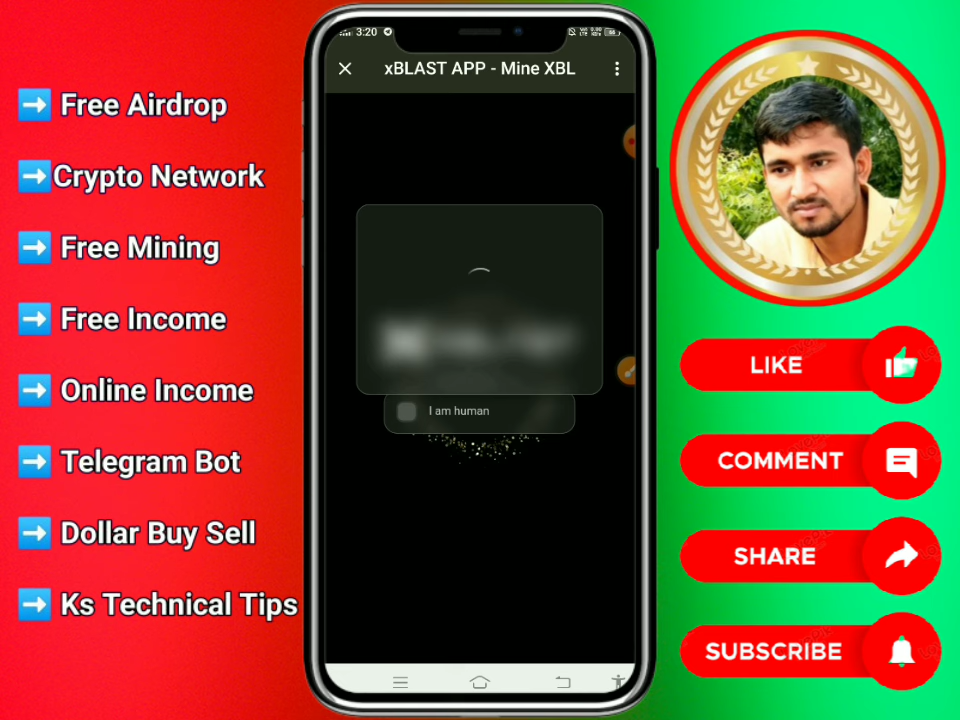 Free Airdrop
Crypto Network
Free Mining
Free Income
Online Income
Telegram Bot
Dollar Buy Sell
Ks Technical Tips
3:20
xBLAST APP - Mine XBL
I am human
LIKE
COMMENT
SHARE
SUBSCRIBE